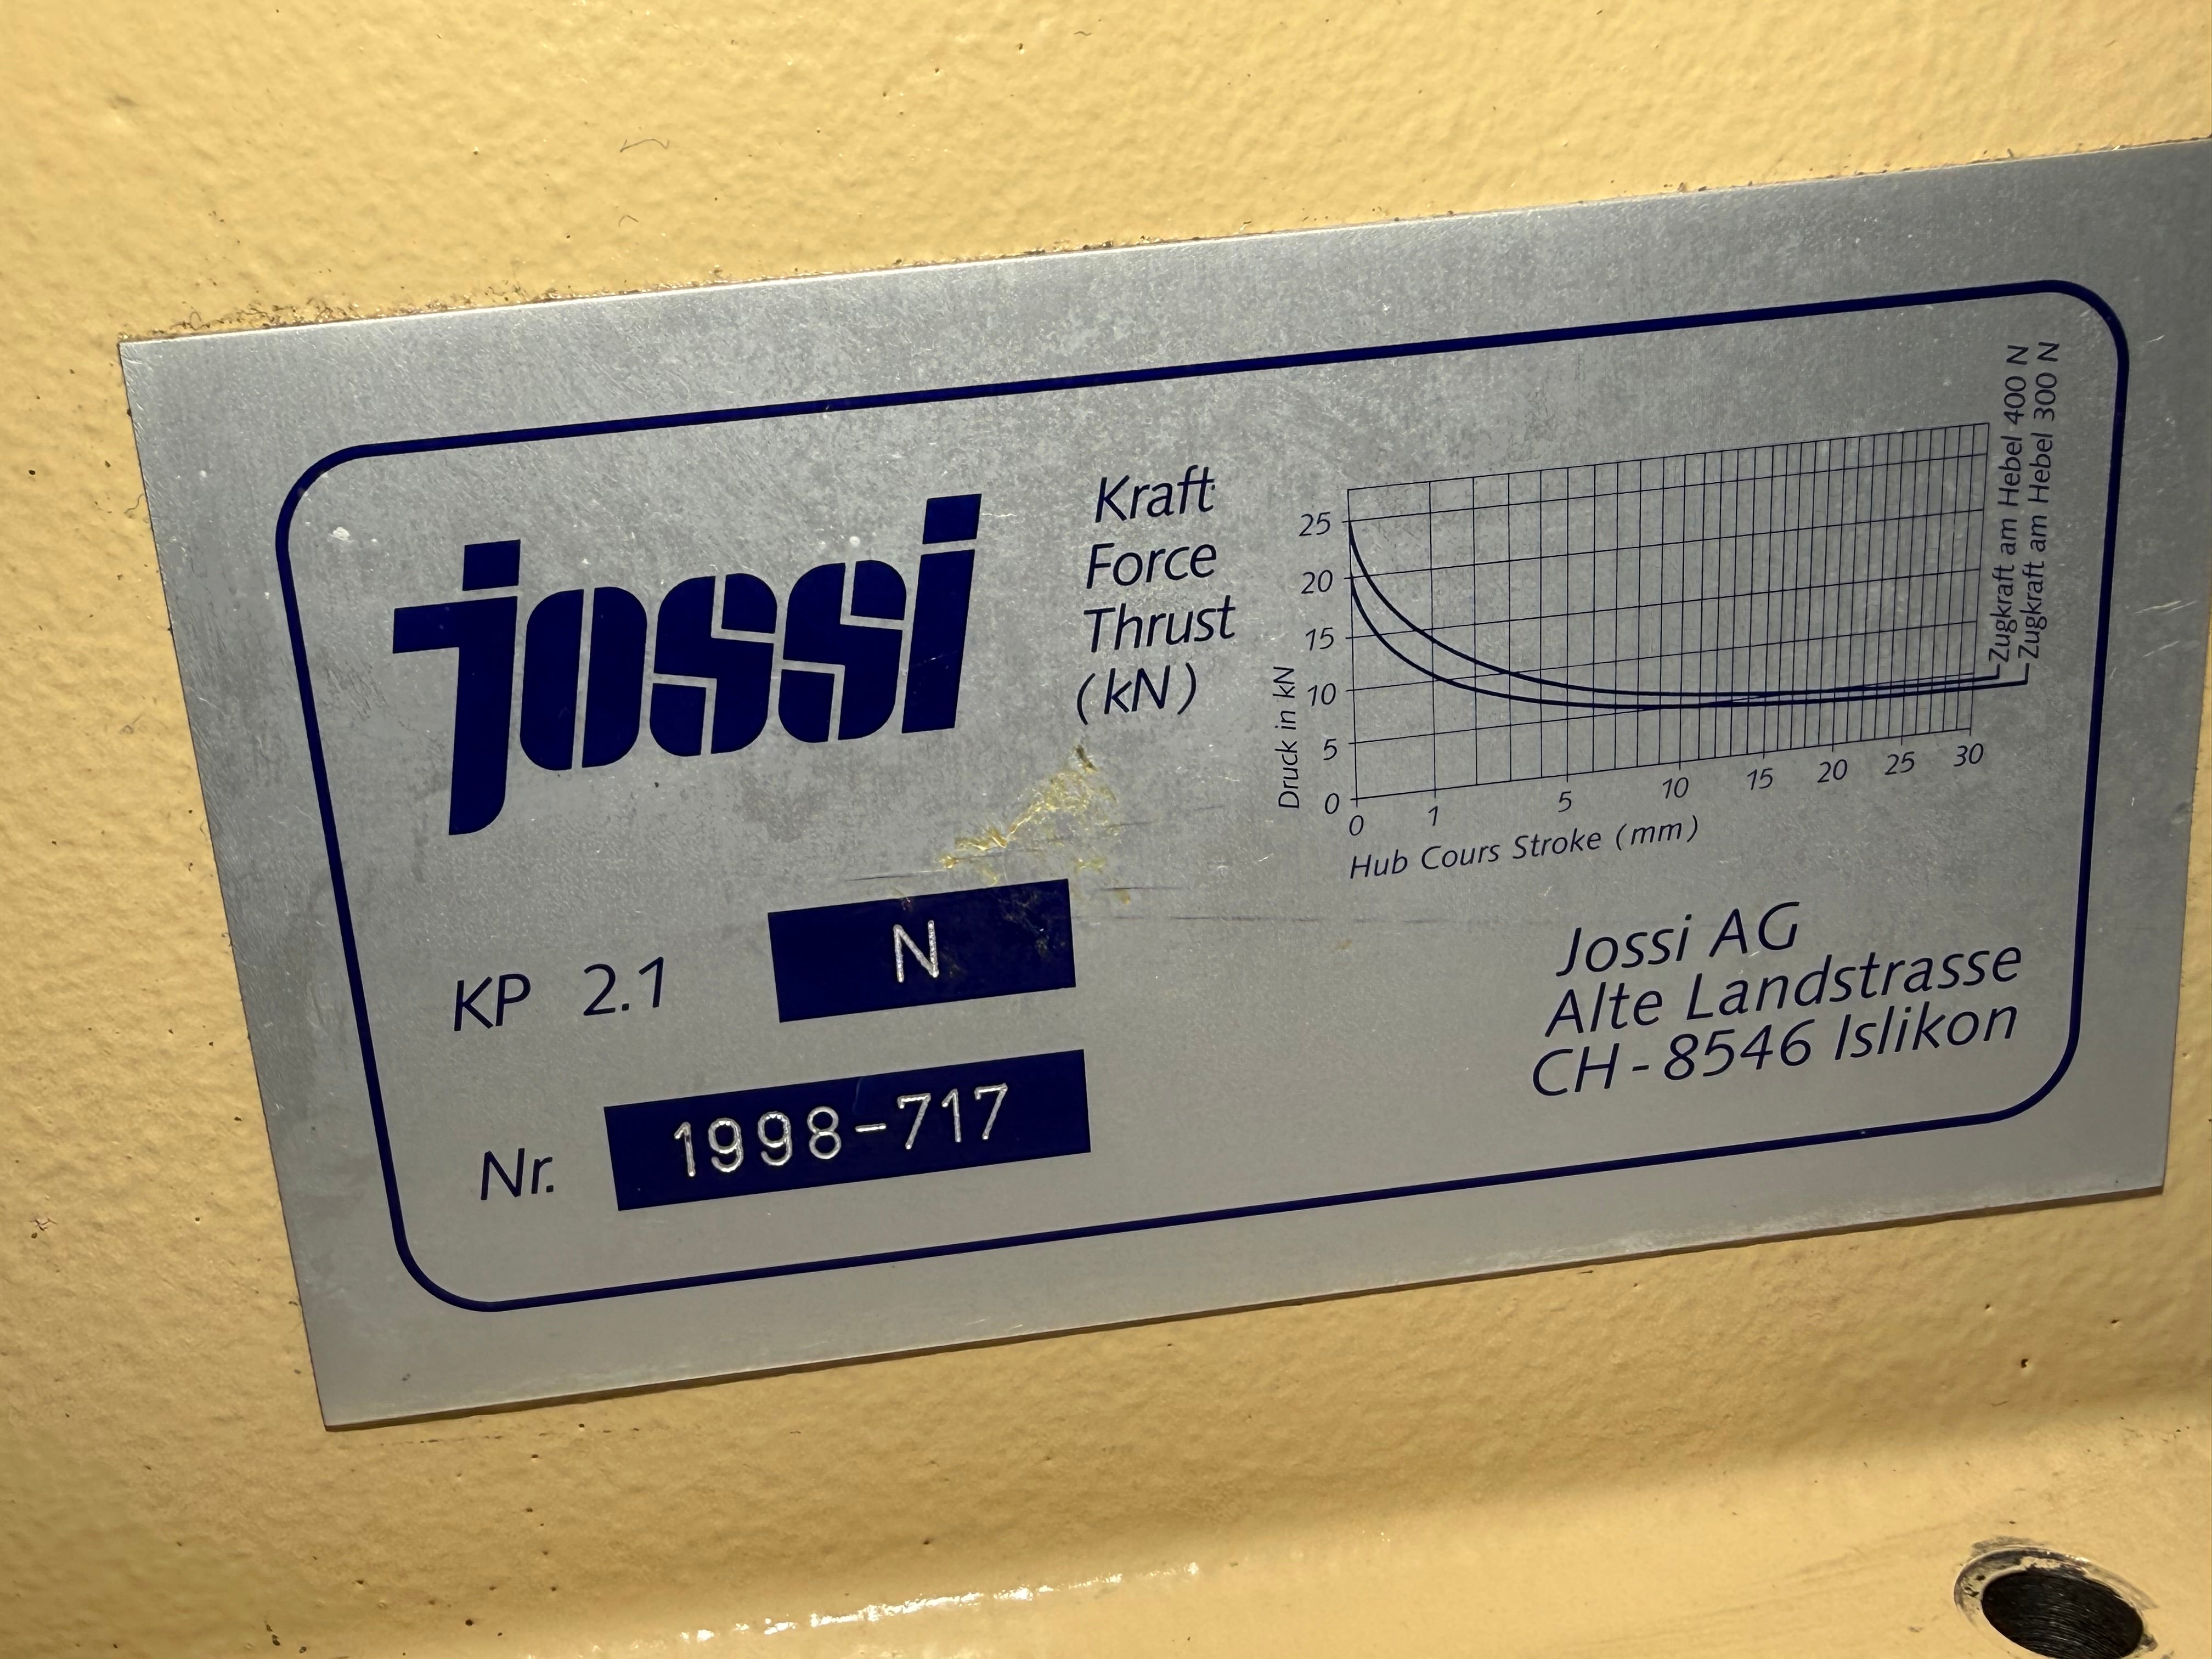 jossi
Kraft
Force
Thrust
(kN)
Druck in kN
25
20
15
10
5
0
0 1 5 10 15 20 25 30
Hub Cours Stroke (mm)
Zugkraft am Hebel 400 N
Zugkraft am Hebel 300 N
KP 2.1 N
Nr. 1998-717
Jossi AG
Alte Landstrasse
CH-8546 Islikon